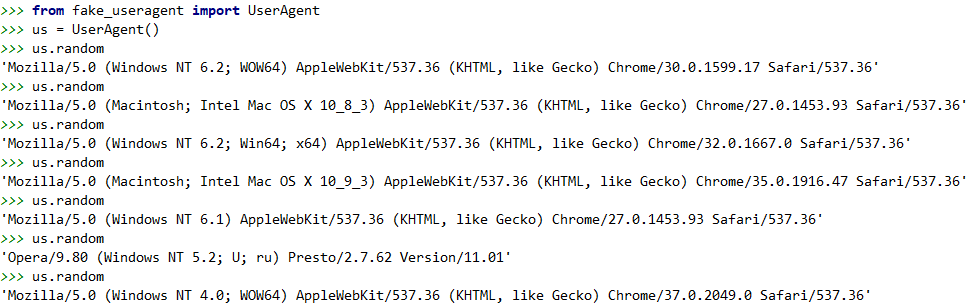 >>> from fake_useragent import UserAgent
>>> us = UserAgent()
>>> us.random
'Mozilla/5.0 (Windows NT 6.2; WOW64) AppleWebKit/537.36 (KHTML, like Gecko) Chrome/30.0.1599.17 Safari/537.36'
>>> us.random
'Mozilla/5.0 (Macintosh; Intel Mac OS X 10_8_3) AppleWebKit/537.36 (KHTML, like Gecko) Chrome/27.0.1453.93 Safari/537.36'
>>> us.random
'Mozilla/5.0 (Windows NT 6.2; Win64; x64) AppleWebKit/537.36 (KHTML, like Gecko) Chrome/32.0.1667.0 Safari/537.36'
>>> us.random
'Mozilla/5.0 (Macintosh; Intel Mac OS X 10_9_3) AppleWebKit/537.36 (KHTML, like Gecko) Chrome/35.0.1916.47 Safari/537.36'
>>> us.random
'Mozilla/5.0 (Windows NT 6.1) AppleWebKit/537.36 (KHTML, like Gecko) Chrome/27.0.1453.93 Safari/537.36'
>>> us.random
'Opera/9.80 (Windows NT 5.2; U; ru) Presto/2.7.62 Version/11.01'
>>> us.random
'Mozilla/5.0 (Windows NT 4.0; WOW64) AppleWebKit/537.36 (KHTML, like Gecko) Chrome/37.0.2049.0 Safari/537.36'